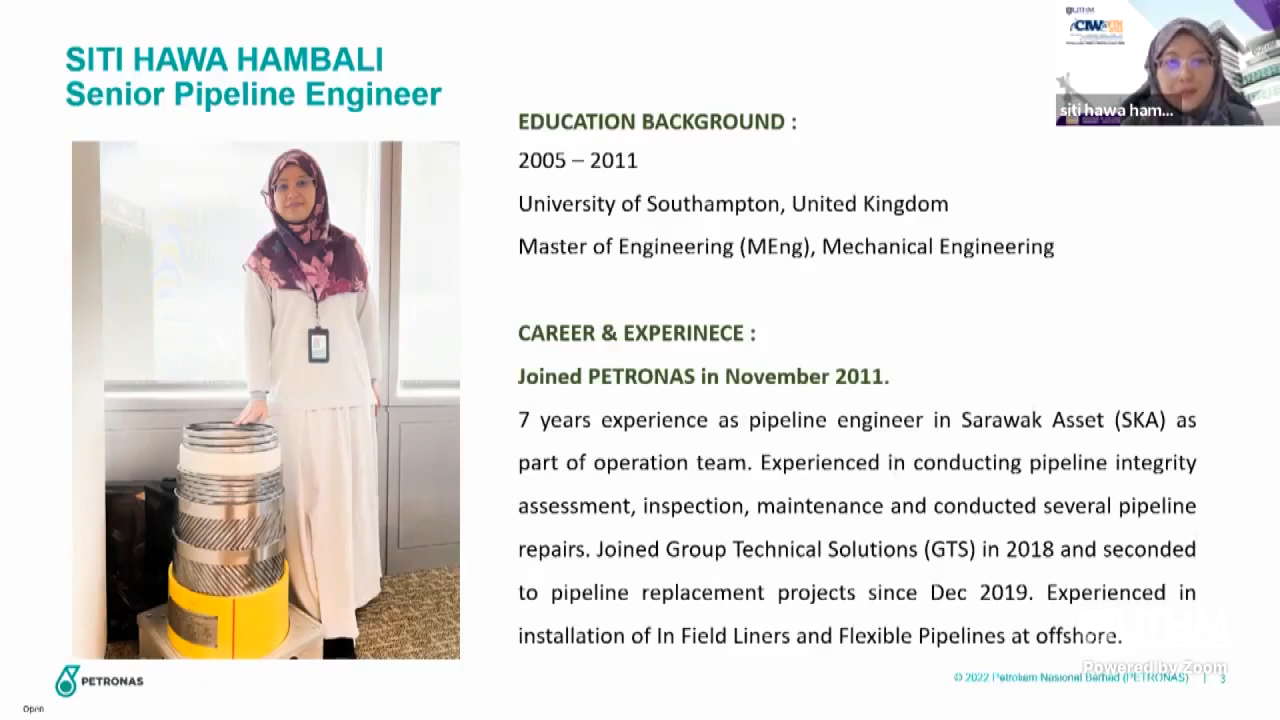 SITI HAWA HAMBALI
Senior Pipeline Engineer
UTHM
siti hawa ham...
EDUCATION BACKGROUND :
2005 – 2011
University of Southampton, United Kingdom
Master of Engineering (MEng), Mechanical Engineering
CAREER & EXPERINECE :
Joined PETRONAS in November 2011.
7 years experience as pipeline engineer in Sarawak Asset (SKA) as
part of operation team. Experienced in conducting pipeline integrity
assessment, inspection, maintenance and conducted several pipeline
repairs. Joined Group Technical Solutions (GTS) in 2018 and seconded
to pipeline replacement projects since Dec 2019. Experienced in
installation of In Field Liners and Flexible Pipelines at offshore.
UTHM
Powered by Zoom
PETRONAS
© 2022 Petroliam Nasional Berhad (PETRONAS) | 3
Open